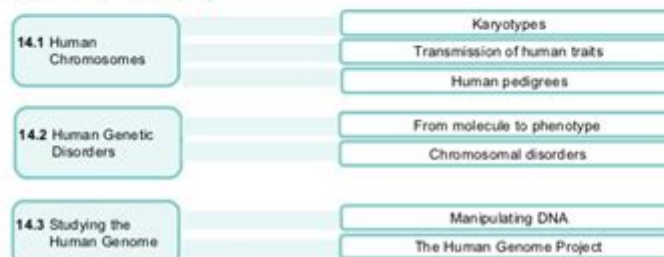 14.1 Human
Chromosomes
Karyotypes
Transmission of human traits
Human pedigrees
14.2 Human Genetic
Disorders
From molecule to phenotype
Chromosomal disorders
14.3 Studying the
Human Genome
Manipulating DNA
The Human Genome Project